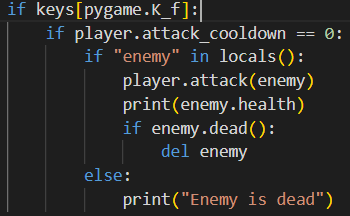 if keys[pygame.K_f]:
    if player.attack_cooldown == 0:
        if "enemy" in locals():
            player.attack(enemy)
            print(enemy.health)
            if enemy.dead():
                del enemy
        else:
            print("Enemy is dead")